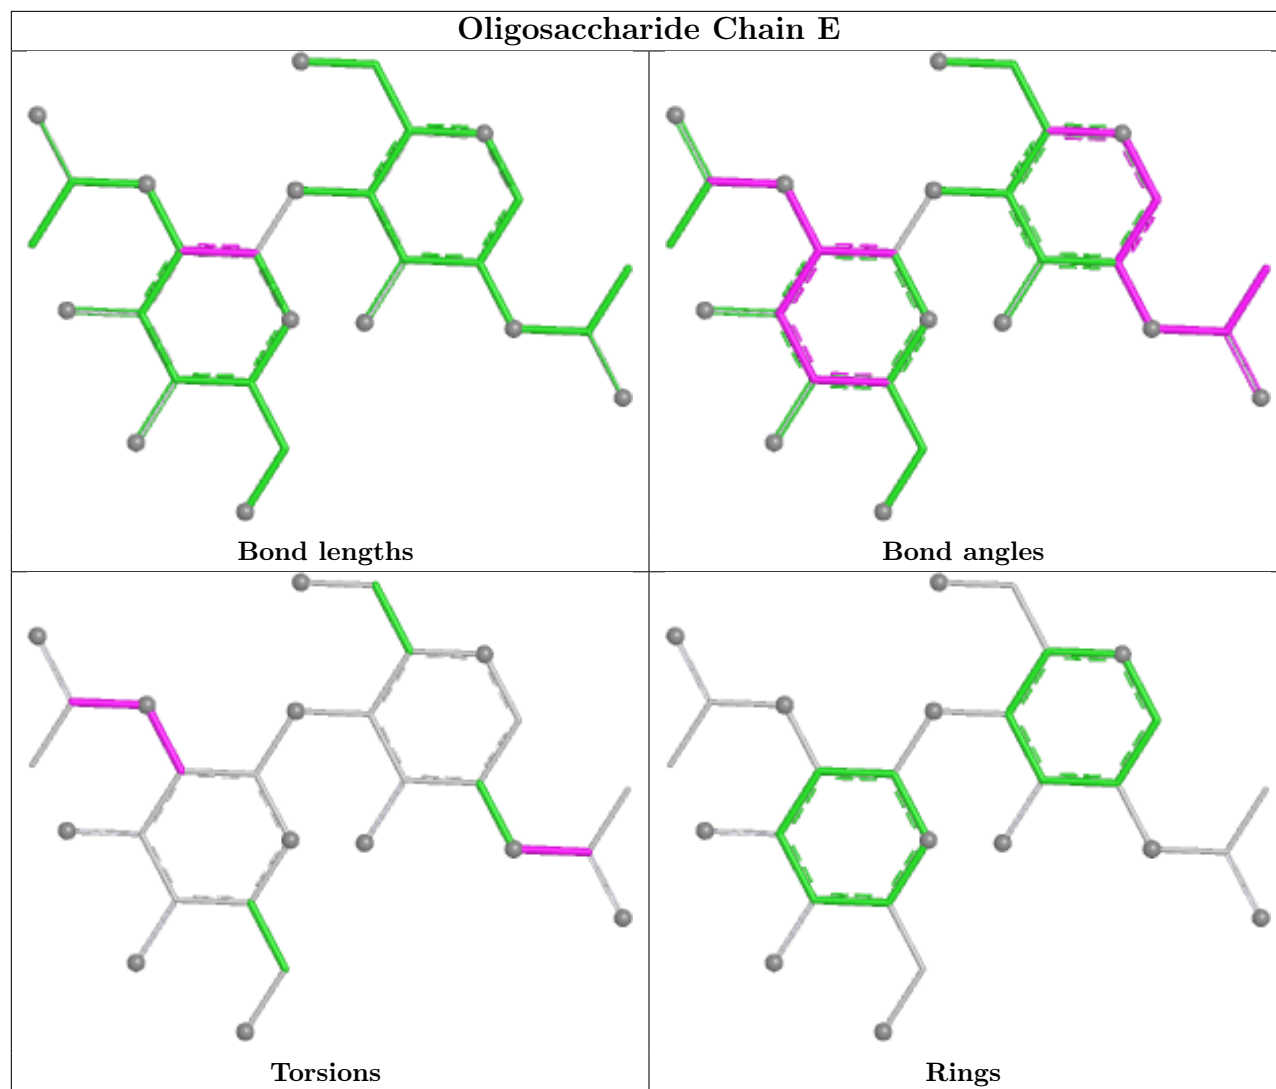 Oligosaccharide Chain E
Bond lengths
Bond angles
Torsions
Rings